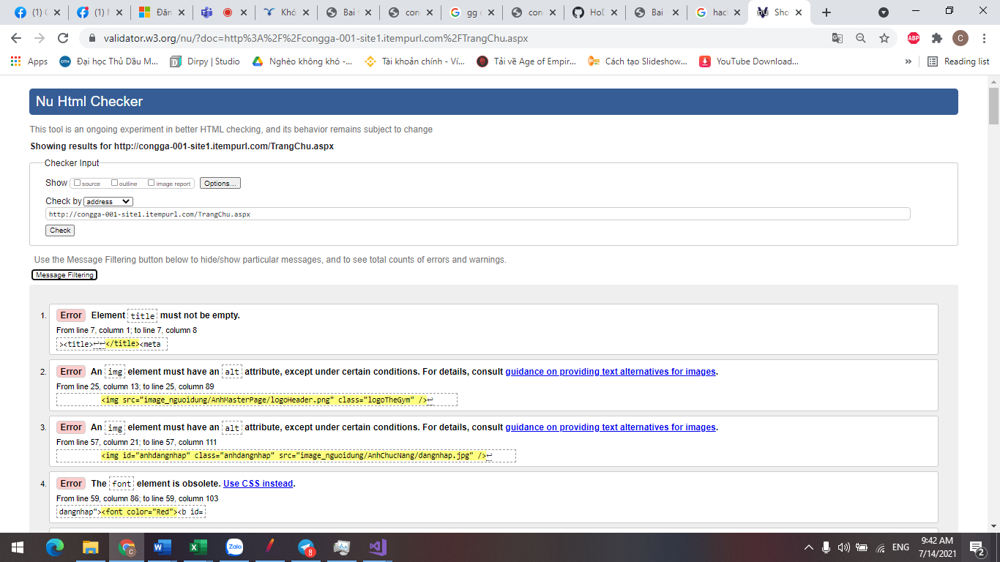 (1) C
(1) M
Đăn
Khó
Bai t
con
gg c
con
HoD
Bai
hacl
Sho
validator.w3.org/nu/?doc=http%3A%2F%2Fcongga-001-site1.itempurl.com%2FTrangChu.aspx
ABP
C
Apps
Đại học Thủ Dầu M...
Dirpy | Studio
Nghèo không khó -...
Tài khoản chính - Ví...
Tải về Age of Empir...
Cách tạo Slideshow...
YouTube Download...
»
Reading list
Nu Html Checker
This tool is an ongoing experiment in better HTML checking, and its behavior remains subject to change
Showing results for http://congga-001-site1.itempurl.com/TrangChu.aspx
Checker Input
Show source outline image report Options...
Check by address
http://congga-001-site1.itempurl.com/TrangChu.aspx
Check
Use the Message Filtering button below to hide/show particular messages, and to see total counts of errors and warnings.
Message Filtering
1. Error Element title must not be empty.
From line 7, column 1; to line 7, column 8
><title>↩↩</title><meta
2. Error An img element must have an alt attribute, except under certain conditions. For details, consult guidance on providing text alternatives for images.
From line 25, column 13; to line 25, column 89
<img src="image_nguoidung/AnhMasterPage/logoHeader.png" class="logoTheGym" />↩
3. Error An img element must have an alt attribute, except under certain conditions. For details, consult guidance on providing text alternatives for images.
From line 57, column 21; to line 57, column 111
<img id="anhdangnhap" class="anhdangnhap" src="image_nguoidung/AnhChucNang/dangnhap.jpg" />↩
4. Error The font element is obsolete. Use CSS instead.
From line 59, column 86; to line 59, column 103
dangnhap"><font color="Red"><b id=
Zalo
8
ENG
9:42 AM
7/14/2021
2